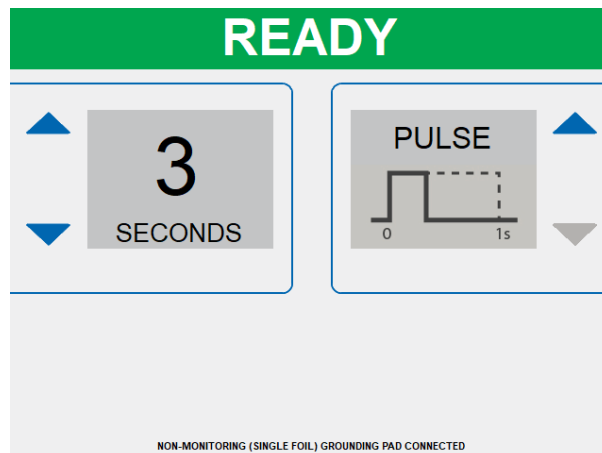 READY
3
SECONDS
PULSE
0 1s
NON-MONITORING (SINGLE FOIL) GROUNDING PAD CONNECTED